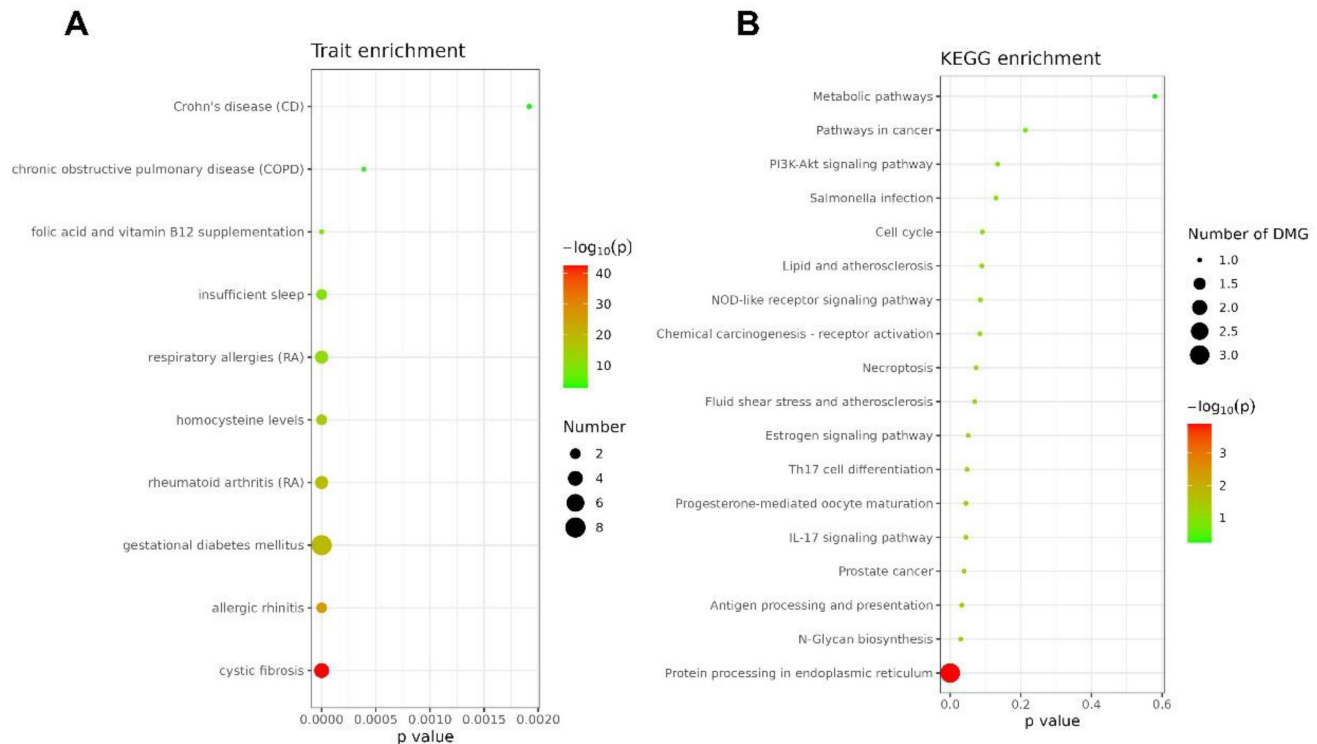 A
Trait enrichment
Crohn's disease (CD)
chronic obstructive pulmonary disease (COPD)
folic acid and vitamin B12 supplementation
insufficient sleep
respiratory allergies (RA)
homocysteine levels
rheumatoid arthritis (RA)
gestational diabetes mellitus
allergic rhinitis
cystic fibrosis
0.0000 0.0005 0.0010 0.0015 0.0020
p value
−log₁₀(p)
40
30
20
10
Number
2
4
6
8
B
KEGG enrichment
Metabolic pathways
Pathways in cancer
PI3K-Akt signaling pathway
Salmonella infection
Cell cycle
Lipid and atherosclerosis
NOD-like receptor signaling pathway
Chemical carcinogenesis - receptor activation
Necroptosis
Fluid shear stress and atherosclerosis
Estrogen signaling pathway
Th17 cell differentiation
Progesterone-mediated oocyte maturation
IL-17 signaling pathway
Prostate cancer
Antigen processing and presentation
N-Glycan biosynthesis
Protein processing in endoplasmic reticulum
0.0 0.2 0.4 0.6
p value
Number of DMG
1.0
1.5
2.0
2.5
3.0
−log₁₀(p)
3
2
1